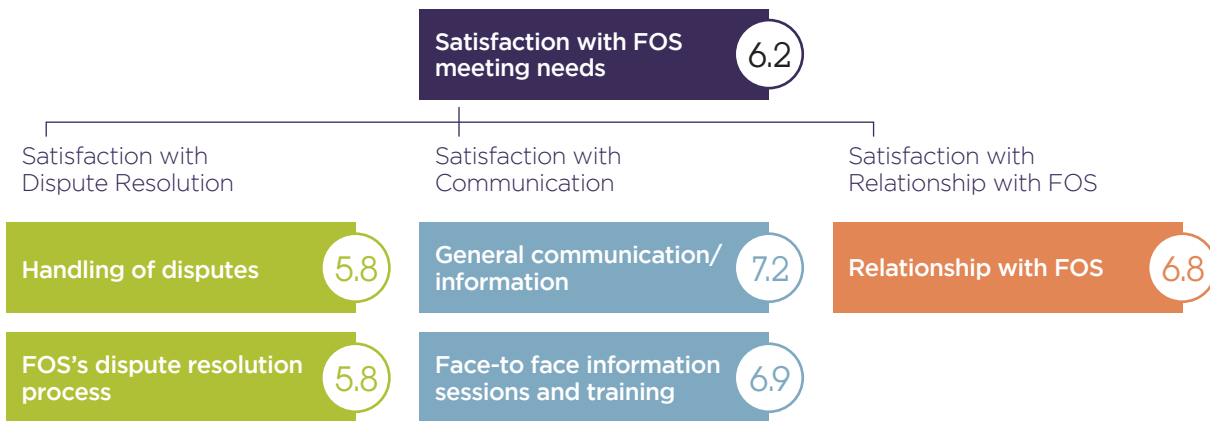 Satisfaction with FOS
meeting needs
6.2
Satisfaction with
Dispute Resolution
Satisfaction with
Communication
Satisfaction with
Relationship with FOS
Handling of disputes
5.8
General communication/
information
7.2
Relationship with FOS
6.8
FOS's dispute resolution
process
5.8
Face-to face information
sessions and training
6.9